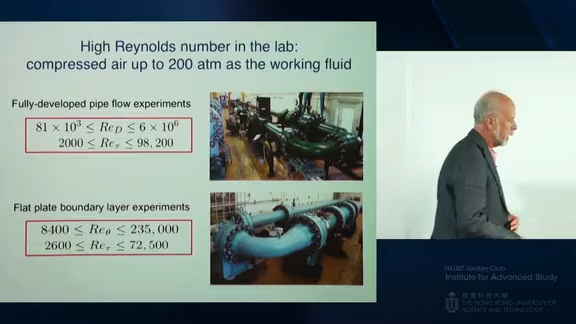 High Reynolds number in the lab:
compressed air up to 200 atm as the working fluid
Fully-developed pipe flow experiments
81 × 10³ ≤ Re_D ≤ 6 × 10⁶
2000 ≤ Re_τ ≤ 98,200
Flat plate boundary layer experiments
8400 ≤ Re_θ ≤ 235,000
2600 ≤ Re_τ ≤ 72,500
HKUST Jockey Club
Institute for Advanced Study
香港科技大學
THE HONG KONG UNIVERSITY OF
SCIENCE AND TECHNOLOGY